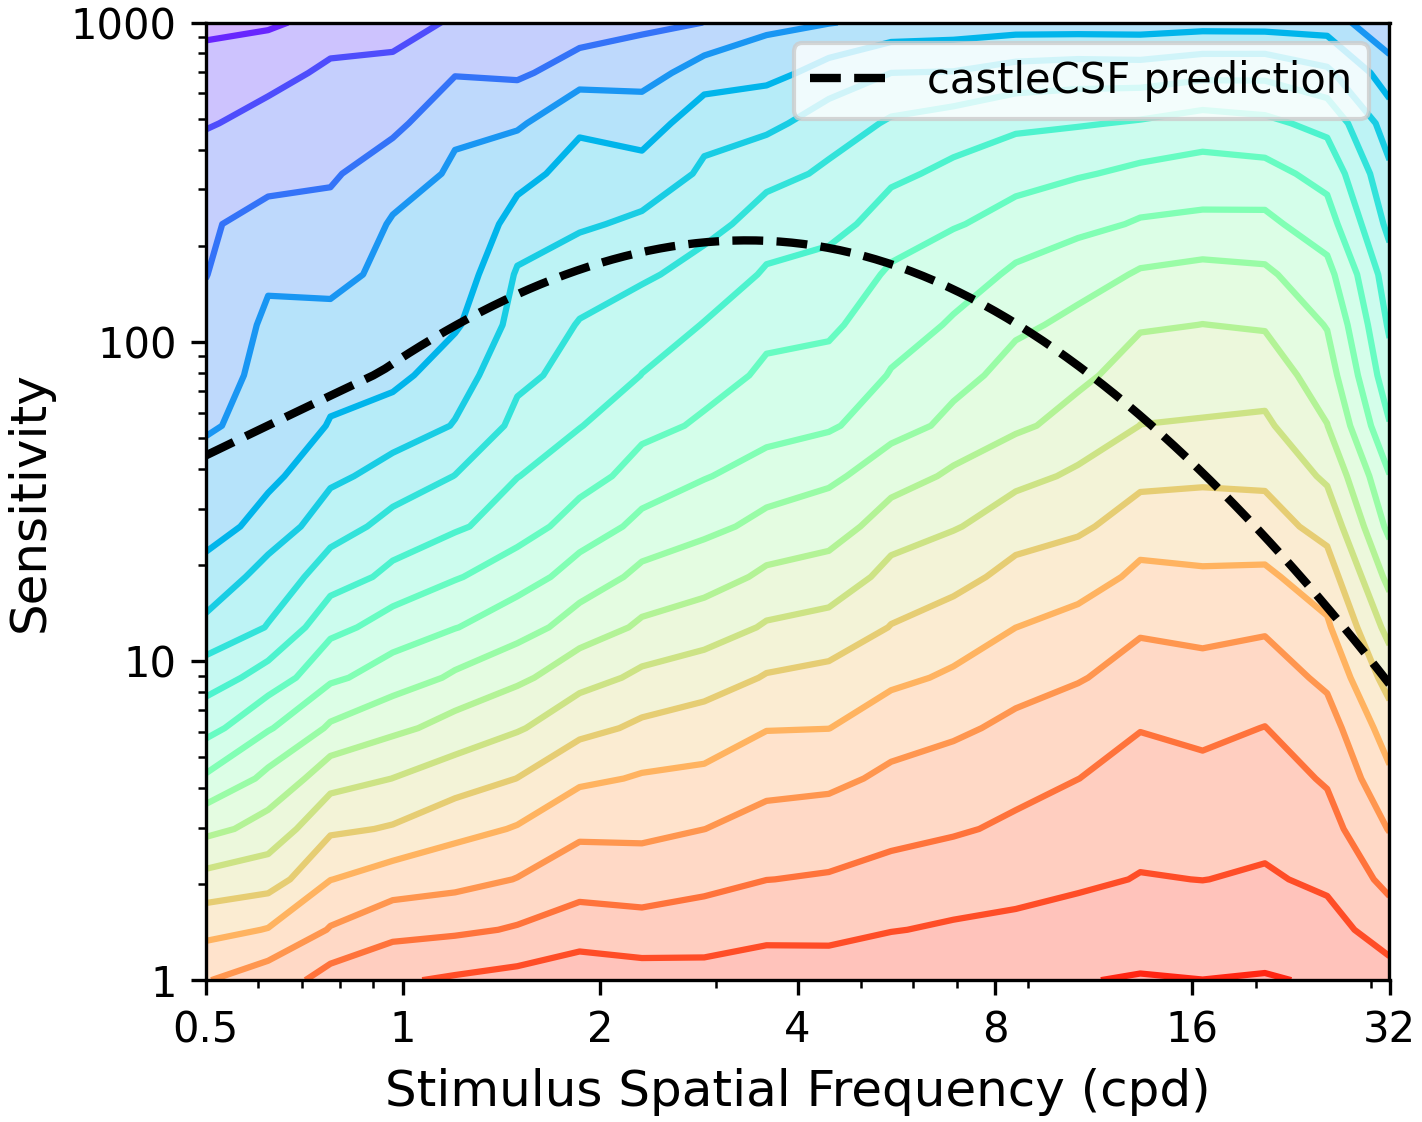 castleCSF prediction
Sensitivity
1000
100
10
1
0.5 1 2 4 8 16 32
Stimulus Spatial Frequency (cpd)